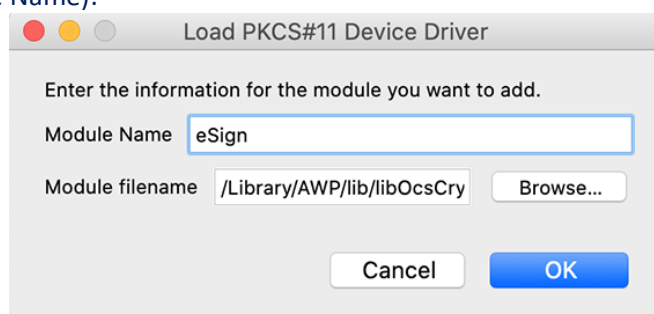 Name).
Load PKCS#11 Device Driver
Enter the information for the module you want to add.
Module Name eSign
Module filename /Library/AWP/lib/libOcsCry Browse...
Cancel OK